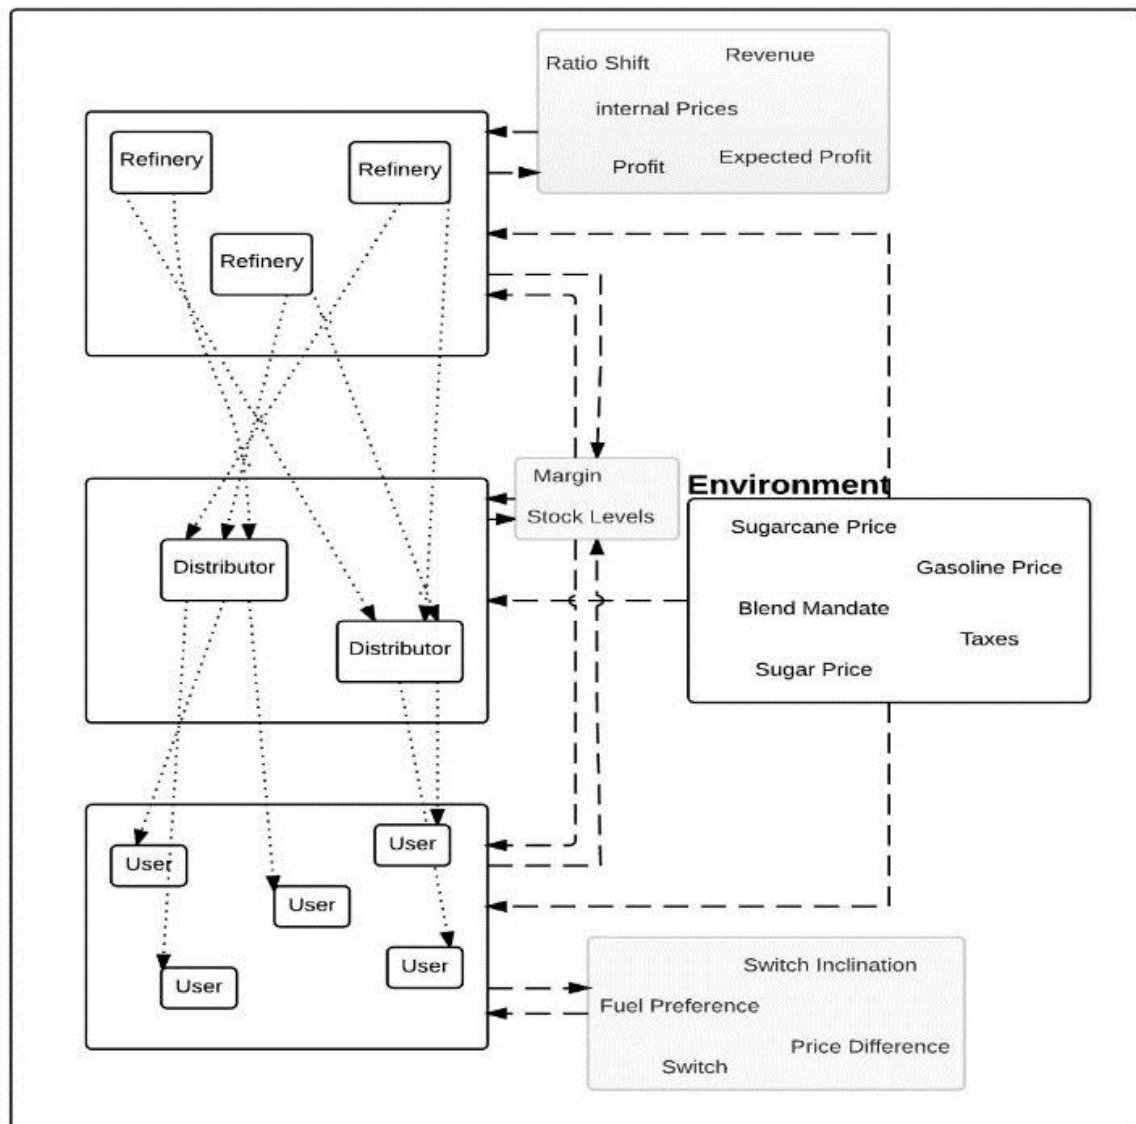 Ratio Shift
Revenue
internal Prices
Profit
Expected Profit
Refinery
Refinery
Refinery
Margin
Stock Levels
Environment
Sugarcane Price
Gasoline Price
Blend Mandate
Taxes
Sugar Price
Distributor
Distributor
User
User
User
User
User
Switch Inclination
Fuel Preference
Price Difference
Switch